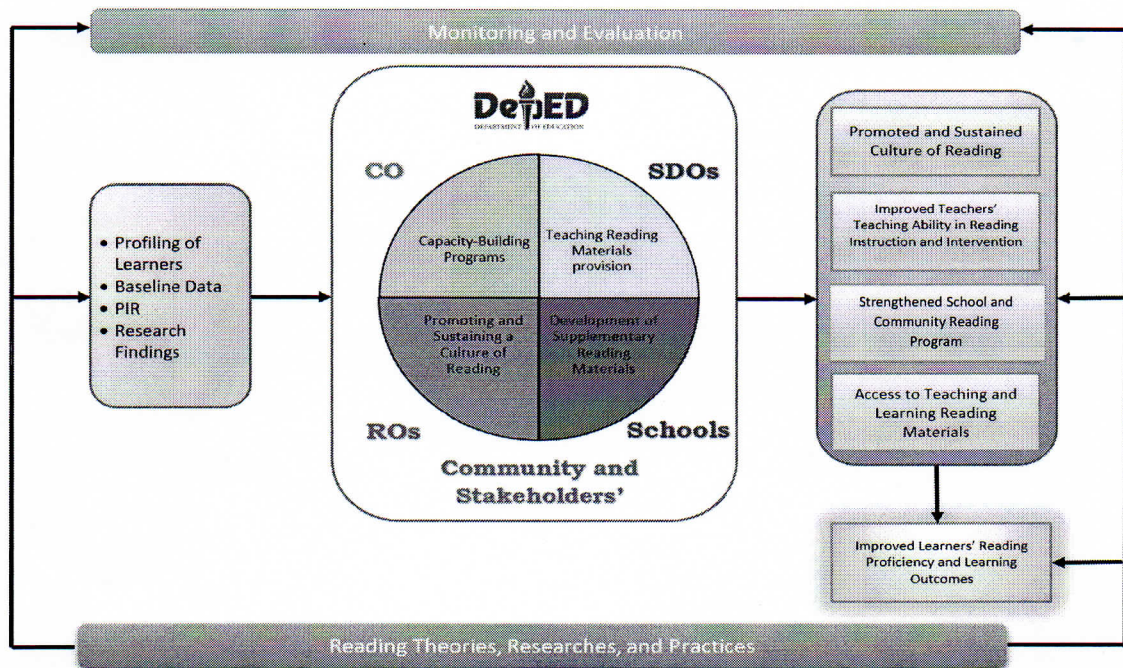 Monitoring and Evaluation
DepED
DEPARTMENT OF EDUCATION
CO
SDOs
Capacity-Building
Programs
Teaching Reading
Materials
provision
Promoting and
Sustaining a
Culture of
Reading
Development of
Supplementary
Reading
Materials
ROs
Schools
Community and
Stakeholders’
• Profiling of
Learners
• Baseline Data
• PIR
• Research
Findings
Promoted and Sustained
Culture of Reading
Improved Teachers’
Teaching Ability in Reading
Instruction and Intervention
Strengthened School and
Community Reading
Program
Access to Teaching and
Learning Reading
Materials
Improved Learners’ Reading
Proficiency and Learning
Outcomes
Reading Theories, Researches, and Practices